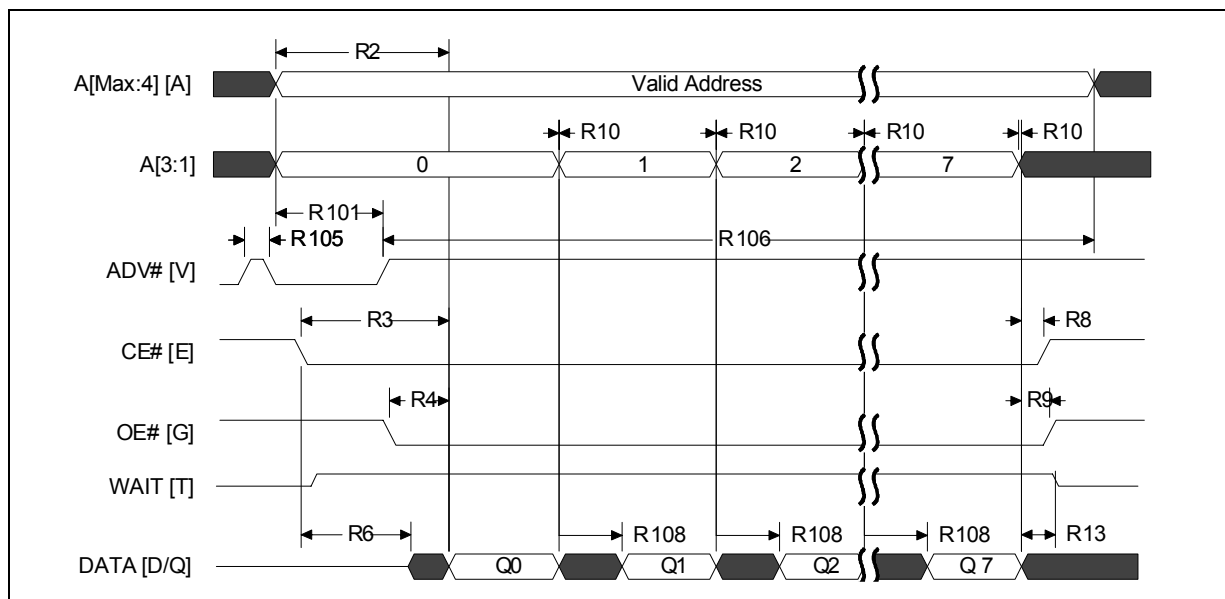 R2
A[Max:4] [A] Valid Address
R10 R10 R10 R10
A[3:1] 0 1 2 7
R101
R105 R106
ADV# [V]
R3 R8
CE# [E]
R4 R9
OE# [G]
WAIT [T]
R6 R108 R108 R108 R13
DATA [D/Q] Q0 Q1 Q2 Q 7